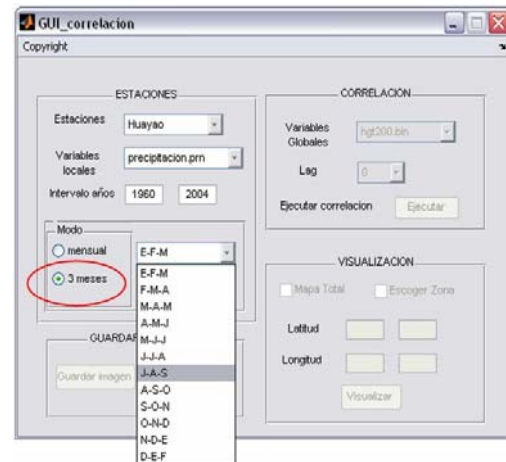 GUI_correlacion
Copyright
ESTACIONES
Estaciones
Huayao
Variables
locales
precipitacion.prn
Intervalo años
1960
2004
Modo
mensual
3 meses
E-F-M
E-F-M
F-M-A
M-A-M
A-M-J
M-J-J
J-J-A
J-A-S
A-S-O
S-O-N
O-N-D
N-D-E
D-E-F
GUARDAR
Guardar imagen
CORRELACION
Variables
Globales
hgt200.bin
Lag
0
Ejecutar correlacion
Ejecutar
VISUALIZACION
Mapa Total
Escoger Zona
Latitud
Longitud
Visualizar